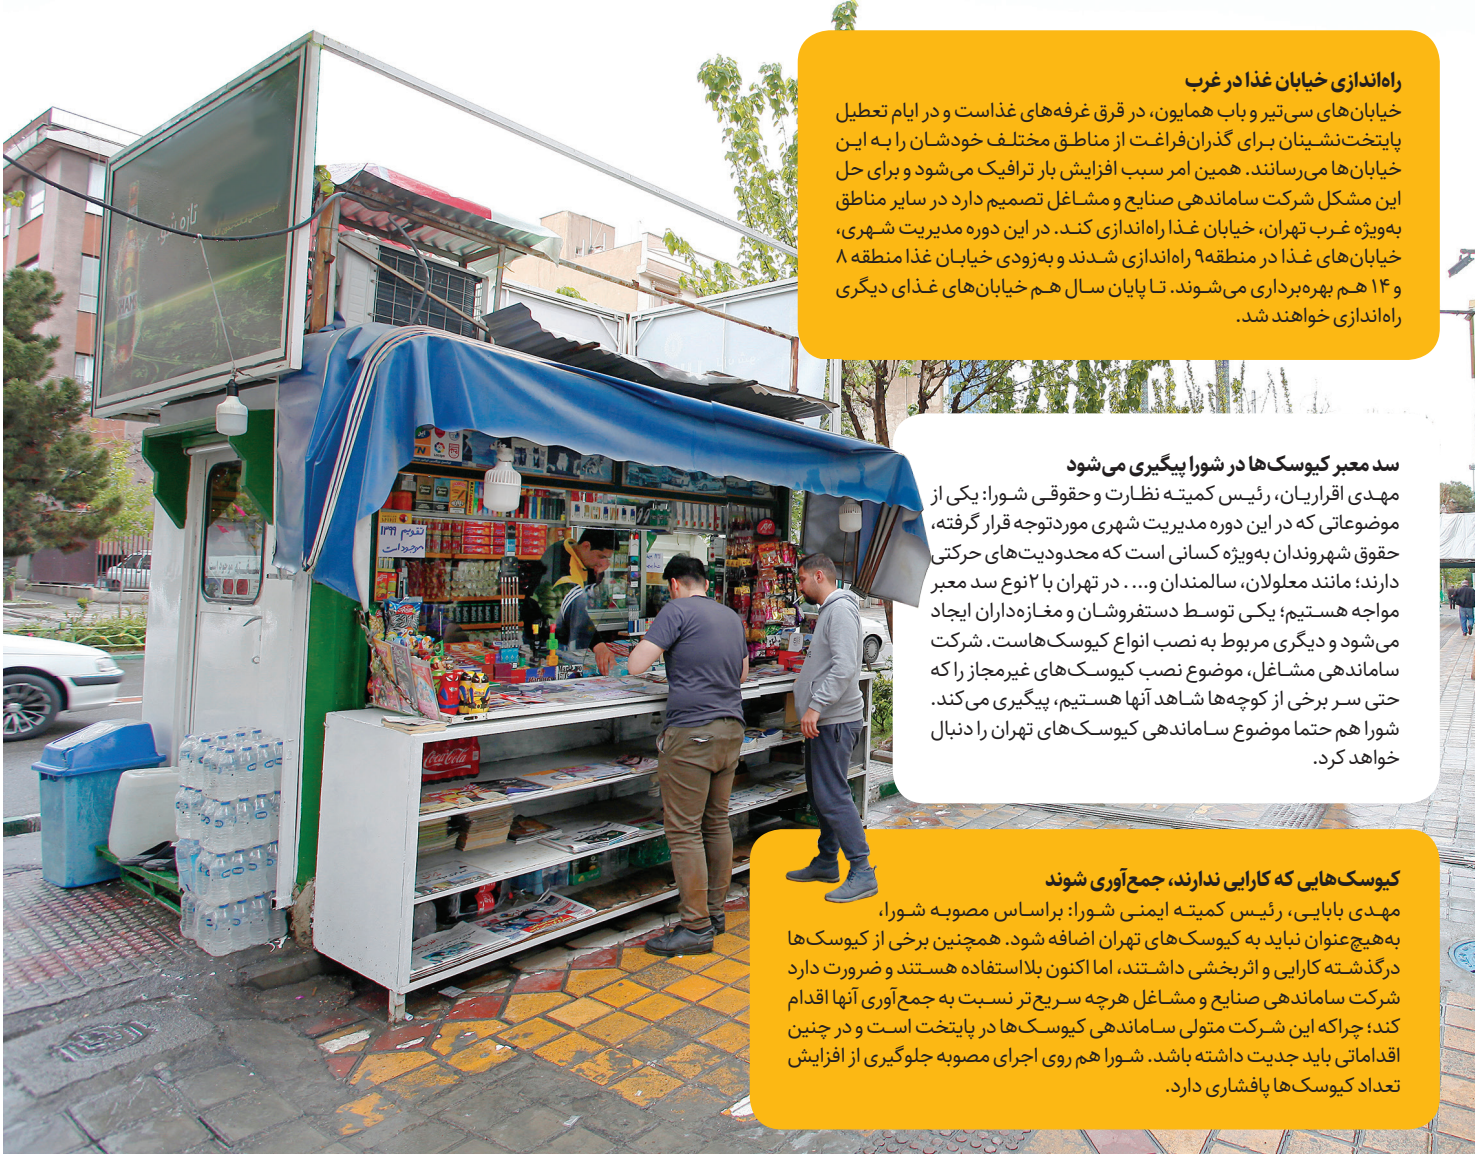 راه‌اندازی خیابان غذا در غرب
خیابان‌های سی‌تیر و باب همایون، در قرق غرفه‌های غذاست و در ایام تعطیل
پایتخت‌نشینان برای گذران‌فراغت از مناطق مختلف خودشان را به این
خیابان‌ها می‌رسانند. همین امر سبب افزایش بار ترافیک می‌شود و برای حل
این مشکل شرکت ساماندهی صنایع و مشاغل تصمیم دارد در سایر مناطق
به‌ویژه غرب تهران، خیابان غذا راه‌اندازی کند. در این دوره مدیریت شهری،
خیابان‌های غذا در منطقه۹ راه‌اندازی شدند و به‌زودی خیابان غذا منطقه ۸
و ۱۴ هم بهره‌برداری می‌شوند. تا پایان سال هم خیابان‌های غذای دیگری
راه‌اندازی خواهند شد.
سد معبر کیوسک‌ها در شورا پیگیری می‌شود
مهدی اقراریان، رئیس کمیته نظارت و حقوقی شورا: یکی از
موضوعاتی که در این دوره مدیریت شهری موردتوجه قرار گرفته،
حقوق شهروندان به‌ویژه کسانی است که محدودیت‌های حرکتی
دارند؛ مانند معلولان، سالمندان و... . در تهران با ۲نوع سد معبر
مواجه هستیم؛ یکی توسط دستفروشان و مغازه‌داران ایجاد
می‌شود و دیگری مربوط به نصب انواع کیوسک‌هاست. شرکت
ساماندهی مشاغل، موضوع نصب کیوسک‌های غیرمجاز را که
حتی سر برخی از کوچه‌ها شاهد آنها هستیم، پیگیری می‌کند.
شورا هم حتما موضوع ساماندهی کیوسک‌های تهران را دنبال
خواهد کرد.
کیوسک‌هایی که کارایی ندارند، جمع‌آوری شوند
مهدی بابایی، رئیس کمیته ایمنی شورا: براساس مصوبه شورا،
به‌هیچ‌عنوان نباید به کیوسک‌های تهران اضافه شود. همچنین برخی از کیوسک‌ها
درگذشته کارایی و اثربخشی داشتند، اما اکنون بلااستفاده هستند و ضرورت دارد
شرکت ساماندهی صنایع و مشاغل هرچه سریع‌تر نسبت به جمع‌آوری آنها اقدام
کند؛ چراکه این شرکت متولی ساماندهی کیوسک‌ها در پایتخت است و در چنین
اقداماتی باید جدیت داشته باشد. شورا هم روی اجرای مصوبه جلوگیری از افزایش
تعداد کیوسک‌ها پافشاری دارد.
تازه شو.
تقویم ۱۳۹۹
موجود است
Coca-Cola